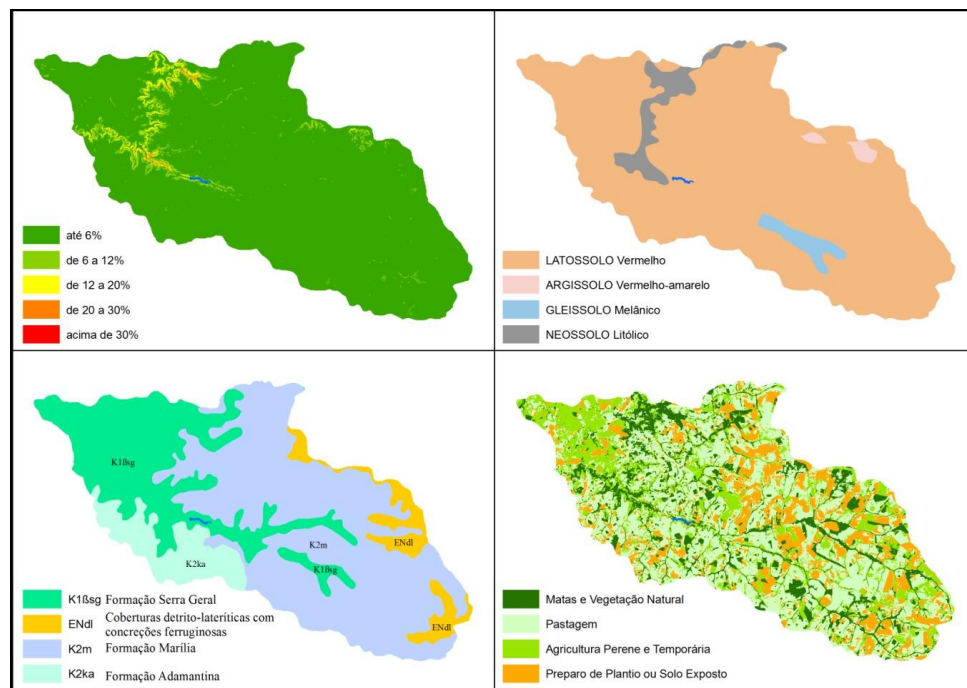 até 6%
de 6 a 12%
de 12 a 20%
de 20 a 30%
acima de 30%
LATOSSOLO Vermelho
ARGISSOLO Vermelho-amarelo
GLEISSOLO Melânico
NEOSSOLO Litólico
K1ßsg
K2ka
K2m
K1ßsg
ENdl
ENdl
K1ßsg Formação Serra Geral
ENdl Coberturas detrito-lateríticas com
concreções ferruginosas
K2m Formação Marília
K2ka Formação Adamantina
Matas e Vegetação Natural
Pastagem
Agricultura Perene e Temporária
Preparo de Plantio ou Solo Exposto